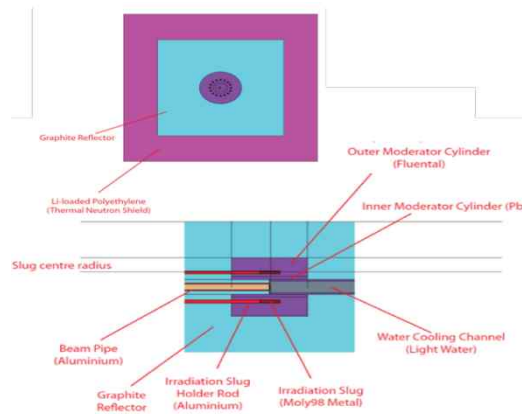 Graphite Reflector
Li-loaded Polyethylene
(Thermal Neutron Shield)
Outer Moderator Cylinder
(Fluental)
Inner Moderator Cylinder (Pb
Slug centre radius
Beam Pipe
(Aluminium)
Water Cooling Channel
(Light Water)
Graphite
Reflector
Irradiation Slug
Holder Rod
(Aluminium)
Irradiation Slug
(Moly98 Metal)